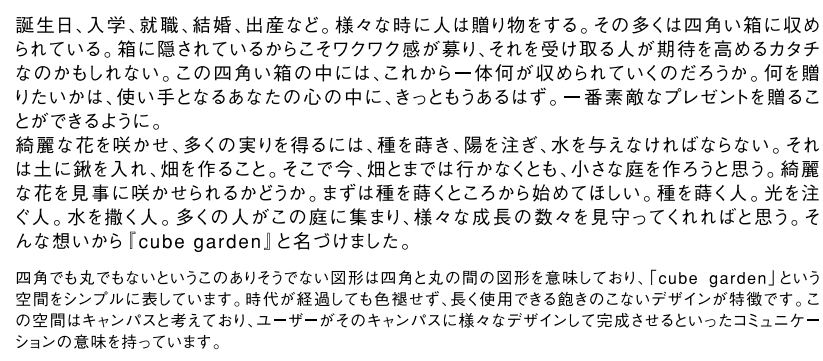 誕生日、入学、就職、結婚、出産など。様々な時に人は贈り物をする。その多くは四角い箱に収め
られている。箱に隠されているからこそワクワク感が募り、それを受け取る人が期待を高めるカタチ
なのかもしれない。この四角い箱の中には、これから一体何が収められていくのだろうか。何を贈
りたいかは、使い手となるあなたの心の中に、きっともうあるはず。一番素敵なプレゼントを贈るこ
とができるように。
綺麗な花を咲かせ、多くの実りを得るには、種を蒔き、陽を注ぎ、水を与えなければならない。それ
は土に鍬を入れ、畑を作ること。そこで今、畑とまでは行かなくとも、小さな庭を作ろうと思う。綺麗
な花を見事に咲かせられるかどうか。まずは種を蒔くところから始めてほしい。種を蒔く人。光を注
ぐ人。水を撒く人。多くの人がこの庭に集まり、様々な成長の数々を見守ってくれればと思う。そ
んな想いから『cube garden』と名づけました。
四角でも丸でもないというこのありそうでない図形は四角と丸の間の図形を意味しており、「cube garden」という
空間をシンプルに表しています。時代が経過しても色褪せず、長く使用できる飽きのこないデザインが特徴です。こ
の空間はキャンパスと考えており、ユーザーがそのキャンパスに様々なデザインして完成させるといったコミュニケー
ションの意味を持っています。